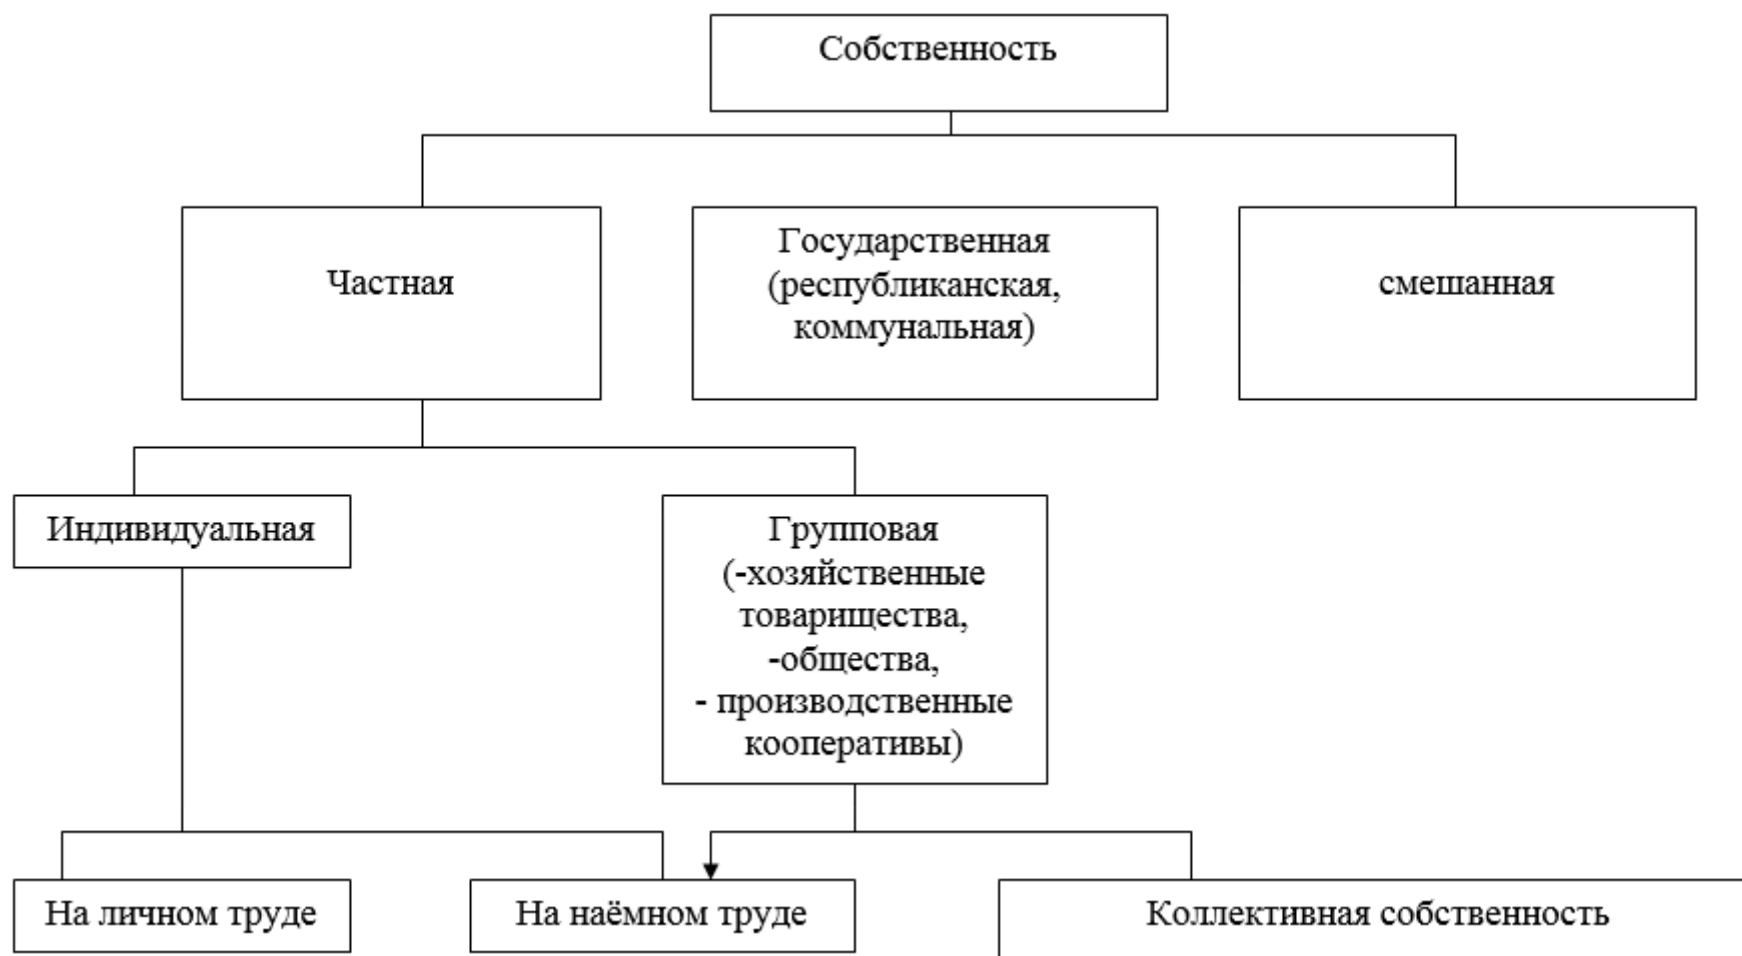 Собственность
Частная
Государственная
(республиканская,
коммунальная)
смешанная
Индивидуальная
Групповая
(-хозяйственные
товарищества,
-общества,
- производственные
кооперативы)
На личном труде
На наёмном труде
Коллективная собственность